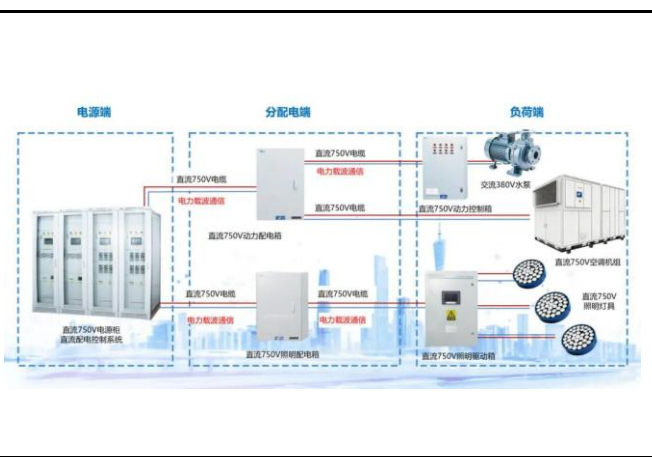 电源端
分配电端
负荷端
直流750V电缆
电力载波通信
直流750V电缆
电力载波通信
直流750V电缆
直流750V动力配电箱
交流380V水泵
直流750V动力控制箱
直流750V空调机组
直流750V电缆
电力载波通信
直流750V电缆
电力载波通信
直流750V
照明灯具
直流750V电源柜
直流配电控制系统
直流750V照明配电箱
直流750V照明驱动箱